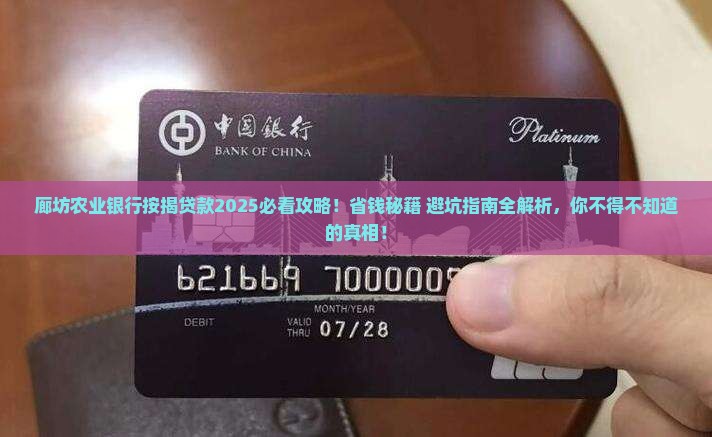 中國銀行
BANK OF CHINA
Platinum
廊坊农业银行按揭贷款2025必看攻略！省钱秘籍 避坑指南全解析，你不得不知道
的真相！
621669 700000
MONTH/YEAR
DEBIT
VALID THRU 07/28